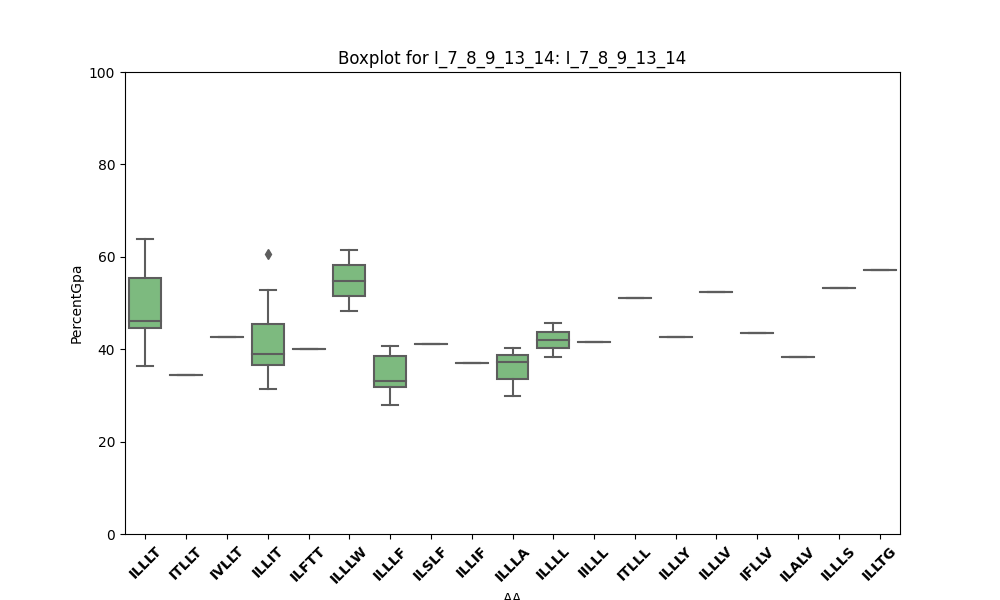 Boxplot for I_7_8_9_13_14: I_7_8_9_13_14
100
80
60
40
20
0
PercentGpa
ILLLT
ITLLT
IVLLT
ILLIT
ILFTT
ILLLW
ILLLF
ILSLF
ILLIF
ILLLA
ILLLL
IILLL
ITLLL
ILLLY
ILLLV
IFLLV
ILALV
ILLLS
ILLTG
AA